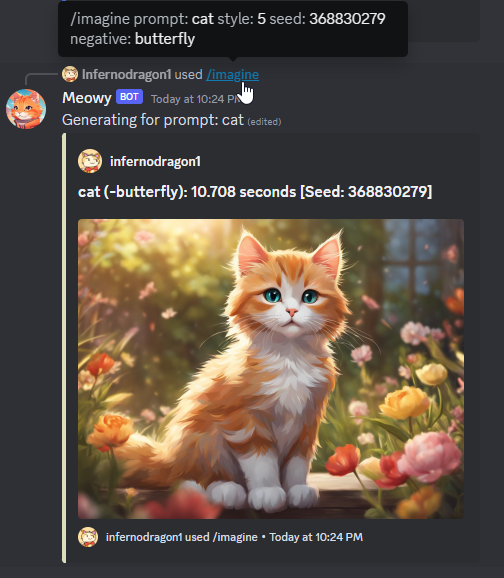 /imagine prompt: cat style: 5 seed: 368830279
negative: butterfly
Infernodragon1 used /imagine
Meowy BOT Today at 10:24 PM
Generating for prompt: cat (edited)
infernodragon1
cat (-butterfly): 10.708 seconds [Seed: 368830279]
infernodragon1 used /imagine • Today at 10:24 PM